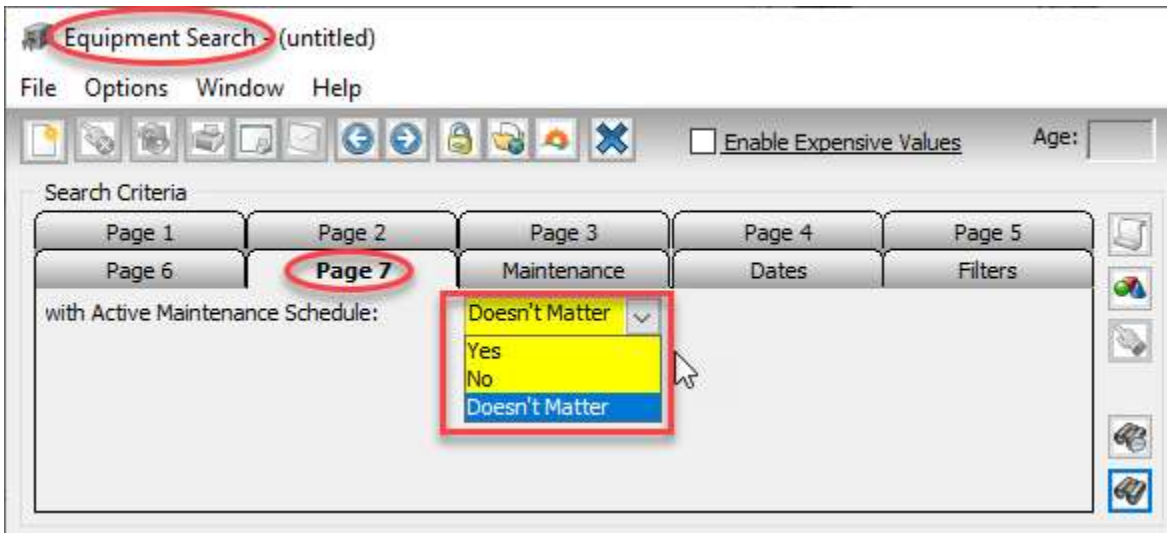 Equipment Search - (untitled)
File Options Window Help
Enable Expensive Values Age:
Search Criteria
Page 1 Page 2 Page 3 Page 4 Page 5
Page 6 Page 7 Maintenance Dates Filters
with Active Maintenance Schedule: Doesn't Matter
Yes
No
Doesn't Matter